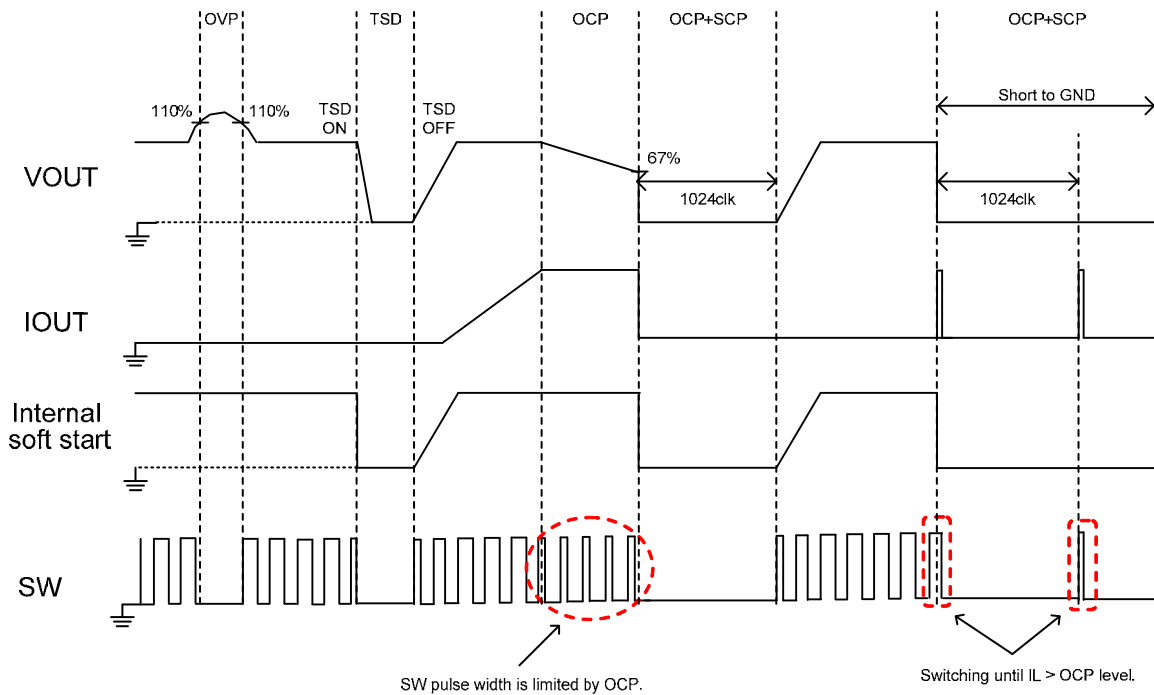 OVP
TSD
OCP
OCP+SCP
OCP+SCP
Short to GND
110%
110%
TSD
ON
TSD
OFF
67%
VOUT
1024clk
1024clk
IOUT
Internal
soft start
SW
SW pulse width is limited by OCP.
Switching until IL > OCP level.